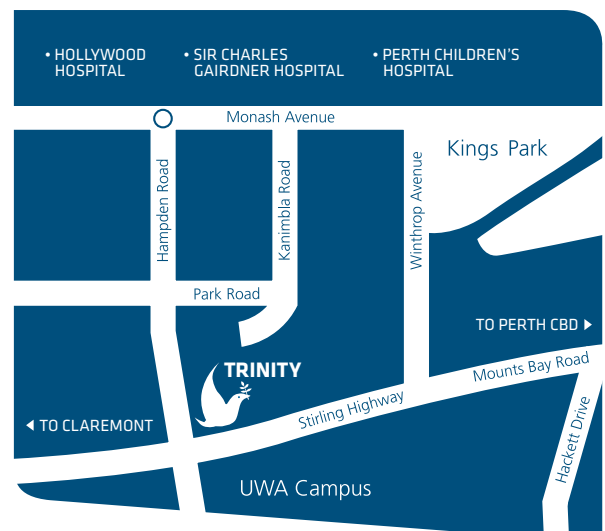 • HOLLYWOOD
HOSPITAL
• SIR CHARLES
GAIRDNER HOSPITAL
• PERTH CHILDREN'S
HOSPITAL
Monash Avenue
Kings Park
Hampden Road
Kanimbla Road
Winthrop Avenue
Park Road
TO PERTH CBD
TRINITY
Mounts Bay Road
Stirling Highway
TO CLAREMONT
Hackett Drive
UWA Campus